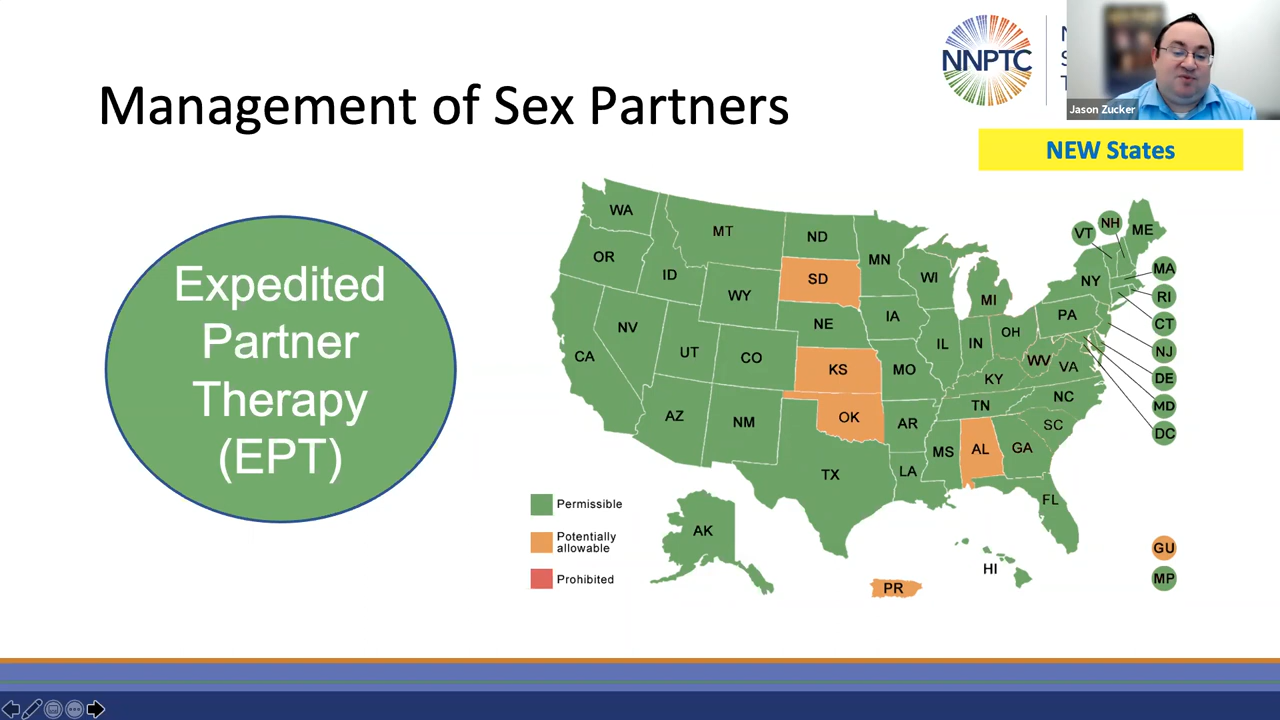 NNPTC
N
S
T
Jason Zucker
Management of Sex Partners
NEW States
Expedited
Partner
Therapy
(EPT)
WA
OR
CA
NV
ID
MT
WY
UT
AZ
CO
NM
ND
SD
NE
KS
OK
TX
MN
IA
MO
AR
LA
WI
IL
IN
MI
OH
KY
TN
MS
AL
GA
FL
SC
NC
VA
WV
PA
NY
VT
NH
ME
MA
RI
CT
NJ
DE
MD
DC
AK
HI
PR
GU
MP
Permissible
Potentially
allowable
Prohibited